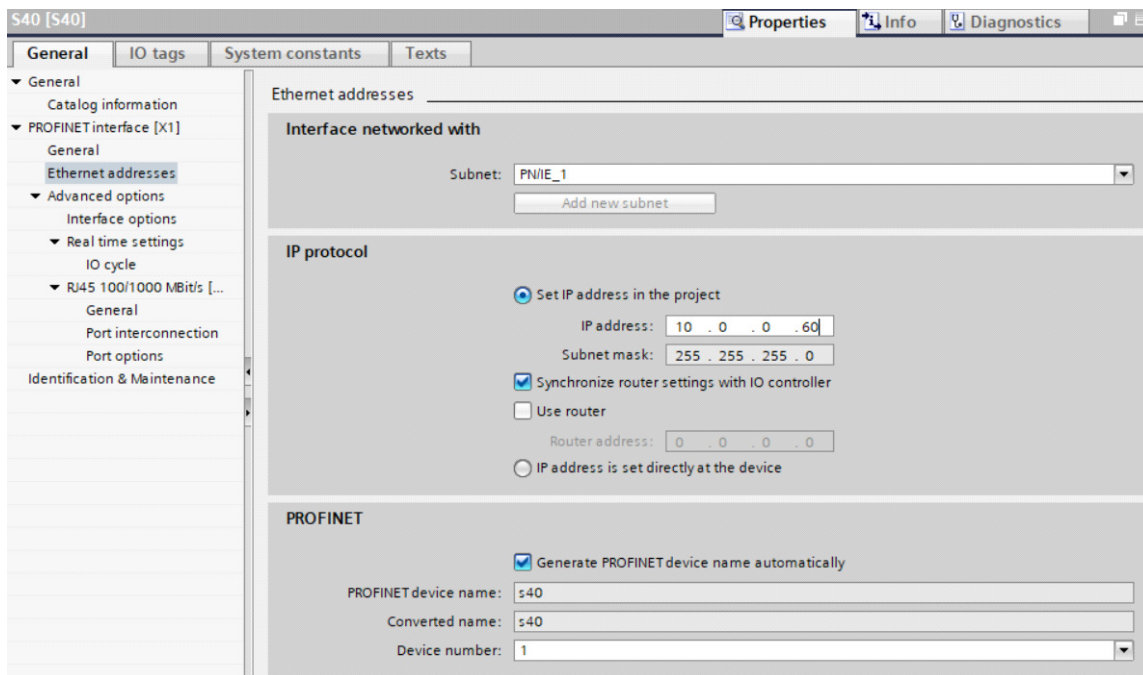 S40 [S40]
Properties
Info
Diagnostics
General
IO tags
System constants
Texts
General
Catalog information
PROFINET interface [X1]
General
Ethernet addresses
Advanced options
Interface options
Real time settings
IO cycle
RJ45 100/1000 MBit/s [...
General
Port interconnection
Port options
Identification & Maintenance
Ethernet addresses
Interface networked with
Subnet: PN/IE_1
Add new subnet
IP protocol
Set IP address in the project
IP address: 10 . 0 . 0 . 60
Subnet mask: 255 . 255 . 255 . 0
Synchronize router settings with IO controller
Use router
Router address: 0 . 0 . 0 . 0
IP address is set directly at the device
PROFINET
Generate PROFINET device name automatically
PROFINET device name: s40
Converted name: s40
Device number: 1